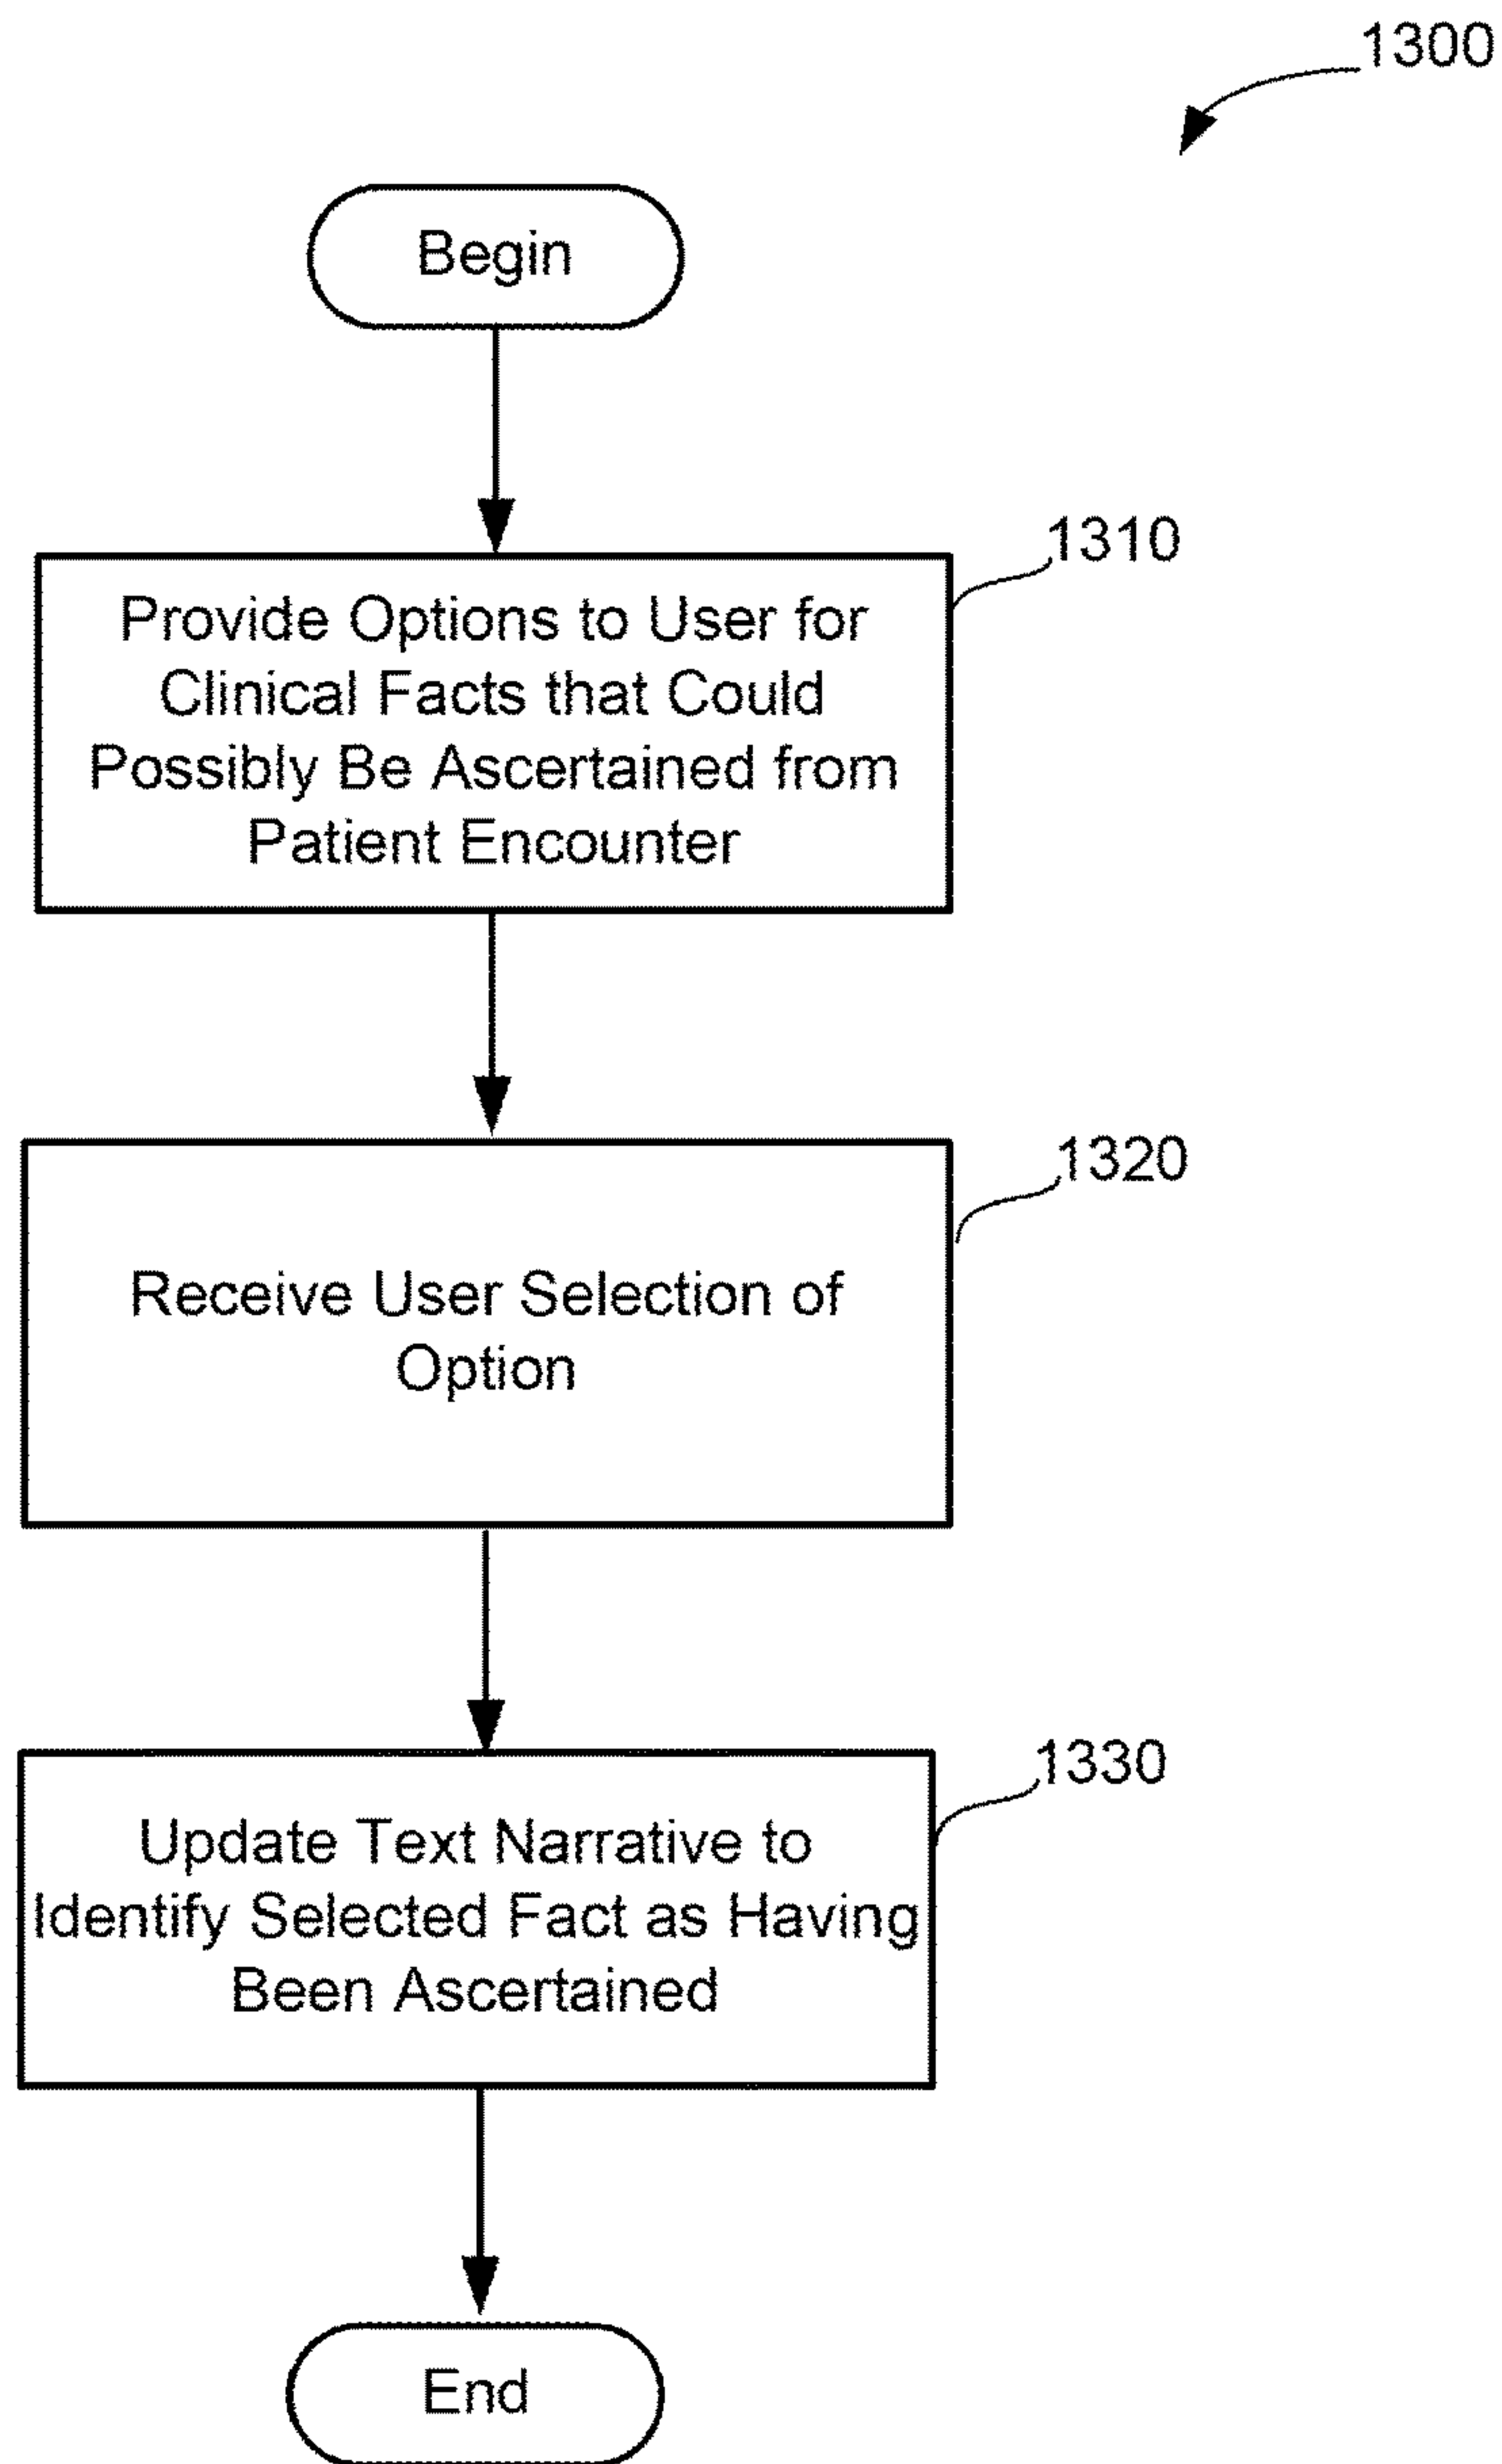 1300
Begin
1310
Provide Options to User for
Clinical Facts that Could
Possibly Be Ascertained from
Patient Encounter
1320
Receive User Selection of
Option
1330
Update Text Narrative to
Identify Selected Fact as Having
Been Ascertained
End